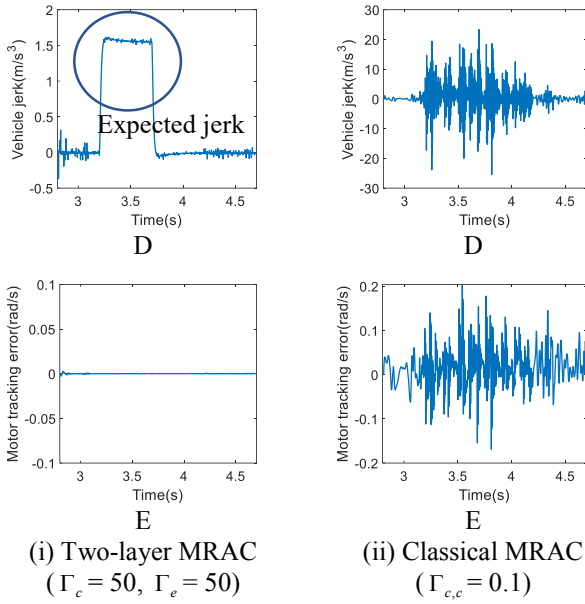 2
1.5
1
0.5
0
-0.5
Vehicle jerk(m/s³)
Expected jerk
3 3.5 4 4.5
Time(s)
D
30
20
10
0
-10
-20
-30
Vehicle jerk(m/s³)
3 3.5 4 4.5
Time(s)
D
0.1
0.05
0
-0.05
-0.1
Motor tracking error(rad/s)
3 3.5 4 4.5
Time(s)
E
0.2
0.1
0
-0.1
-0.2
Motor tracking error(rad/s)
3 3.5 4 4.5
Time(s)
E
(i) Two-layer MRAC
(Γc = 50, Γe = 50)
(ii) Classical MRAC
(Γc,c = 0.1)